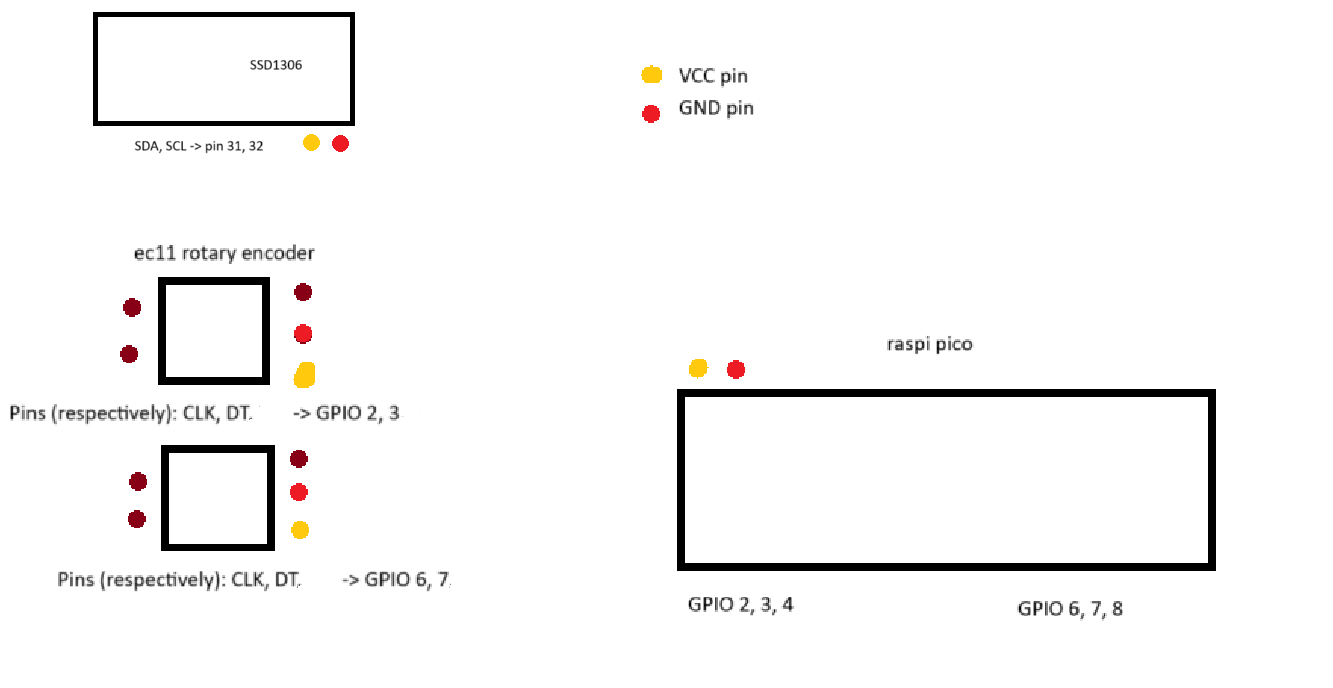 SSD1306
VCC pin
GND pin
SDA, SCL -> pin 31, 32
ec11 rotary encoder
raspi pico
Pins (respectively): CLK, DT. -> GPIO 2, 3
Pins (respectively): CLK, DT. -> GPIO 6, 7
GPIO 2, 3, 4
GPIO 6, 7, 8